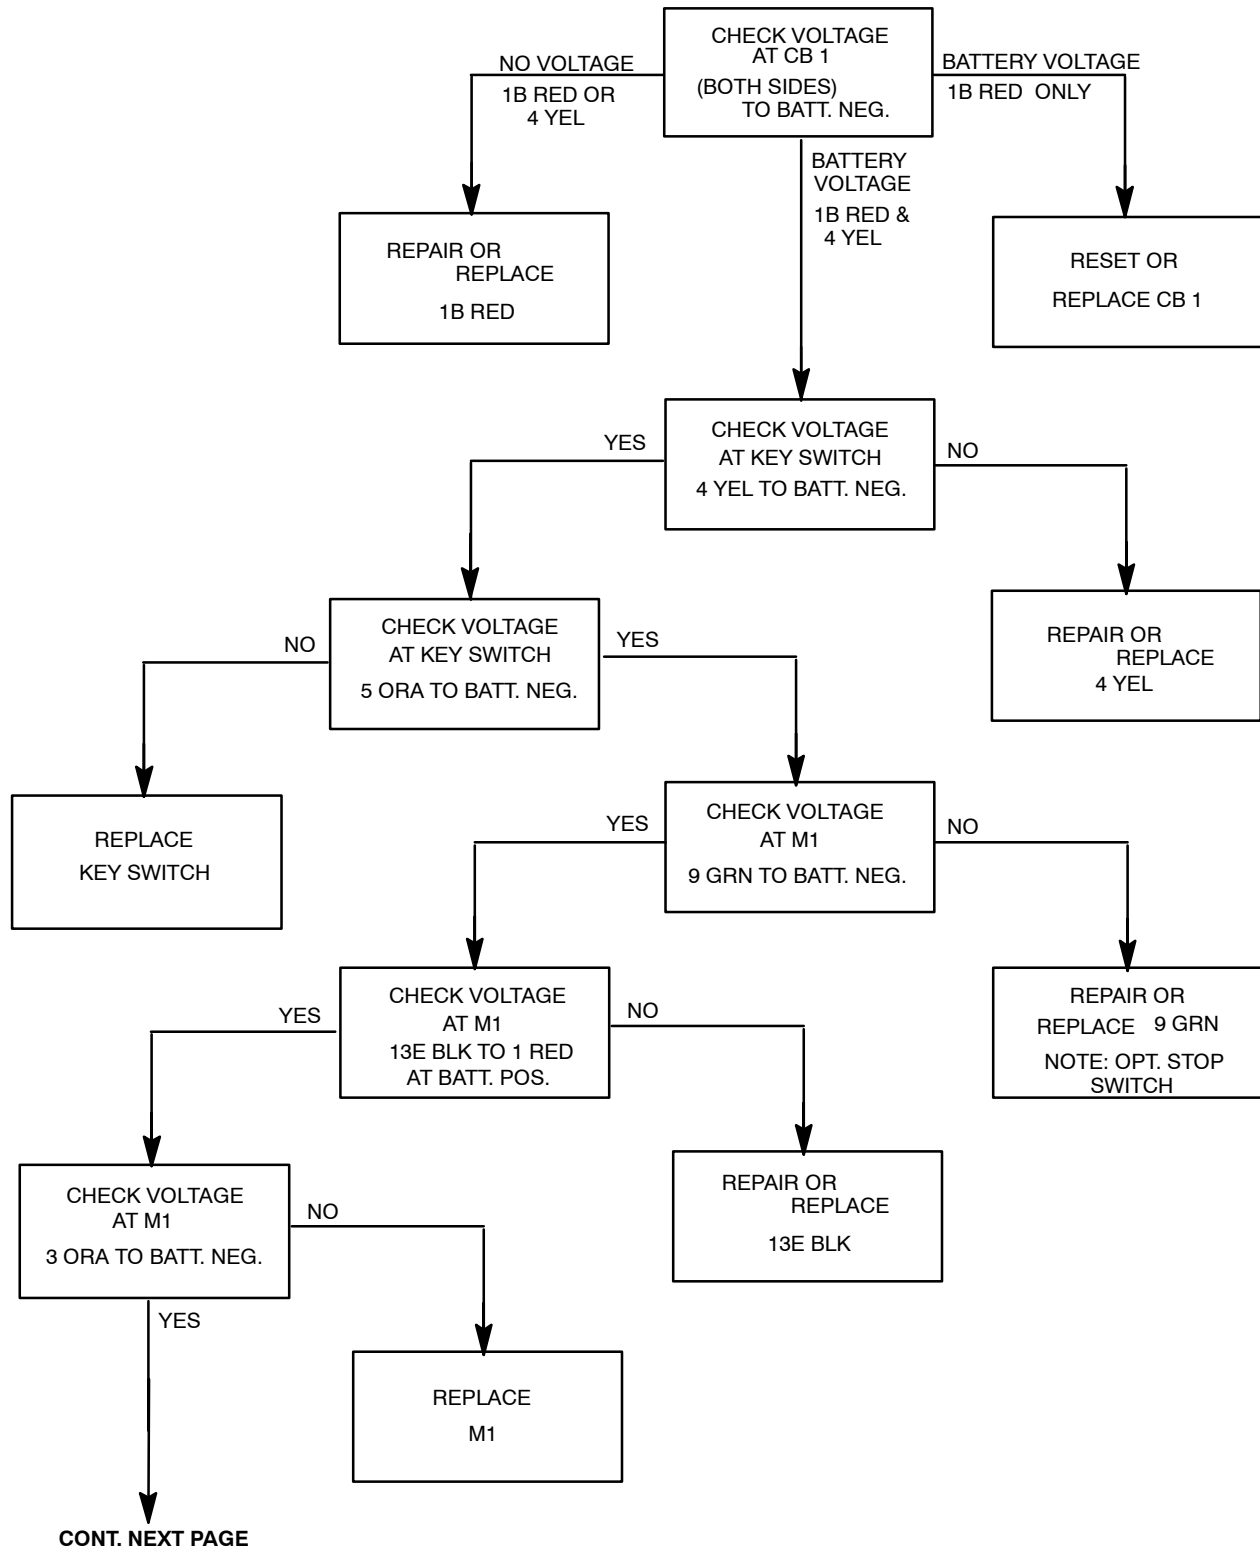 CHECK VOLTAGE
AT CB 1
(BOTH SIDES)
TO BATT. NEG.
NO VOLTAGE
1B RED OR
4 YEL
BATTERY VOLTAGE
1B RED ONLY
BATTERY
VOLTAGE
1B RED &
4 YEL
REPAIR OR
REPLACE
1B RED
RESET OR
REPLACE CB 1
CHECK VOLTAGE
AT KEY SWITCH
4 YEL TO BATT. NEG.
YES
NO
CHECK VOLTAGE
AT KEY SWITCH
5 ORA TO BATT. NEG.
NO
YES
REPAIR OR
REPLACE
4 YEL
REPLACE
KEY SWITCH
CHECK VOLTAGE
AT M1
9 GRN TO BATT. NEG.
YES
NO
CHECK VOLTAGE
AT M1
13E BLK TO 1 RED
AT BATT. POS.
YES
NO
REPAIR OR
REPLACE 9 GRN
NOTE: OPT. STOP
SWITCH
CHECK VOLTAGE
AT M1
3 ORA TO BATT. NEG.
NO
YES
REPAIR OR
REPLACE
13E BLK
REPLACE
M1
CONT. NEXT PAGE